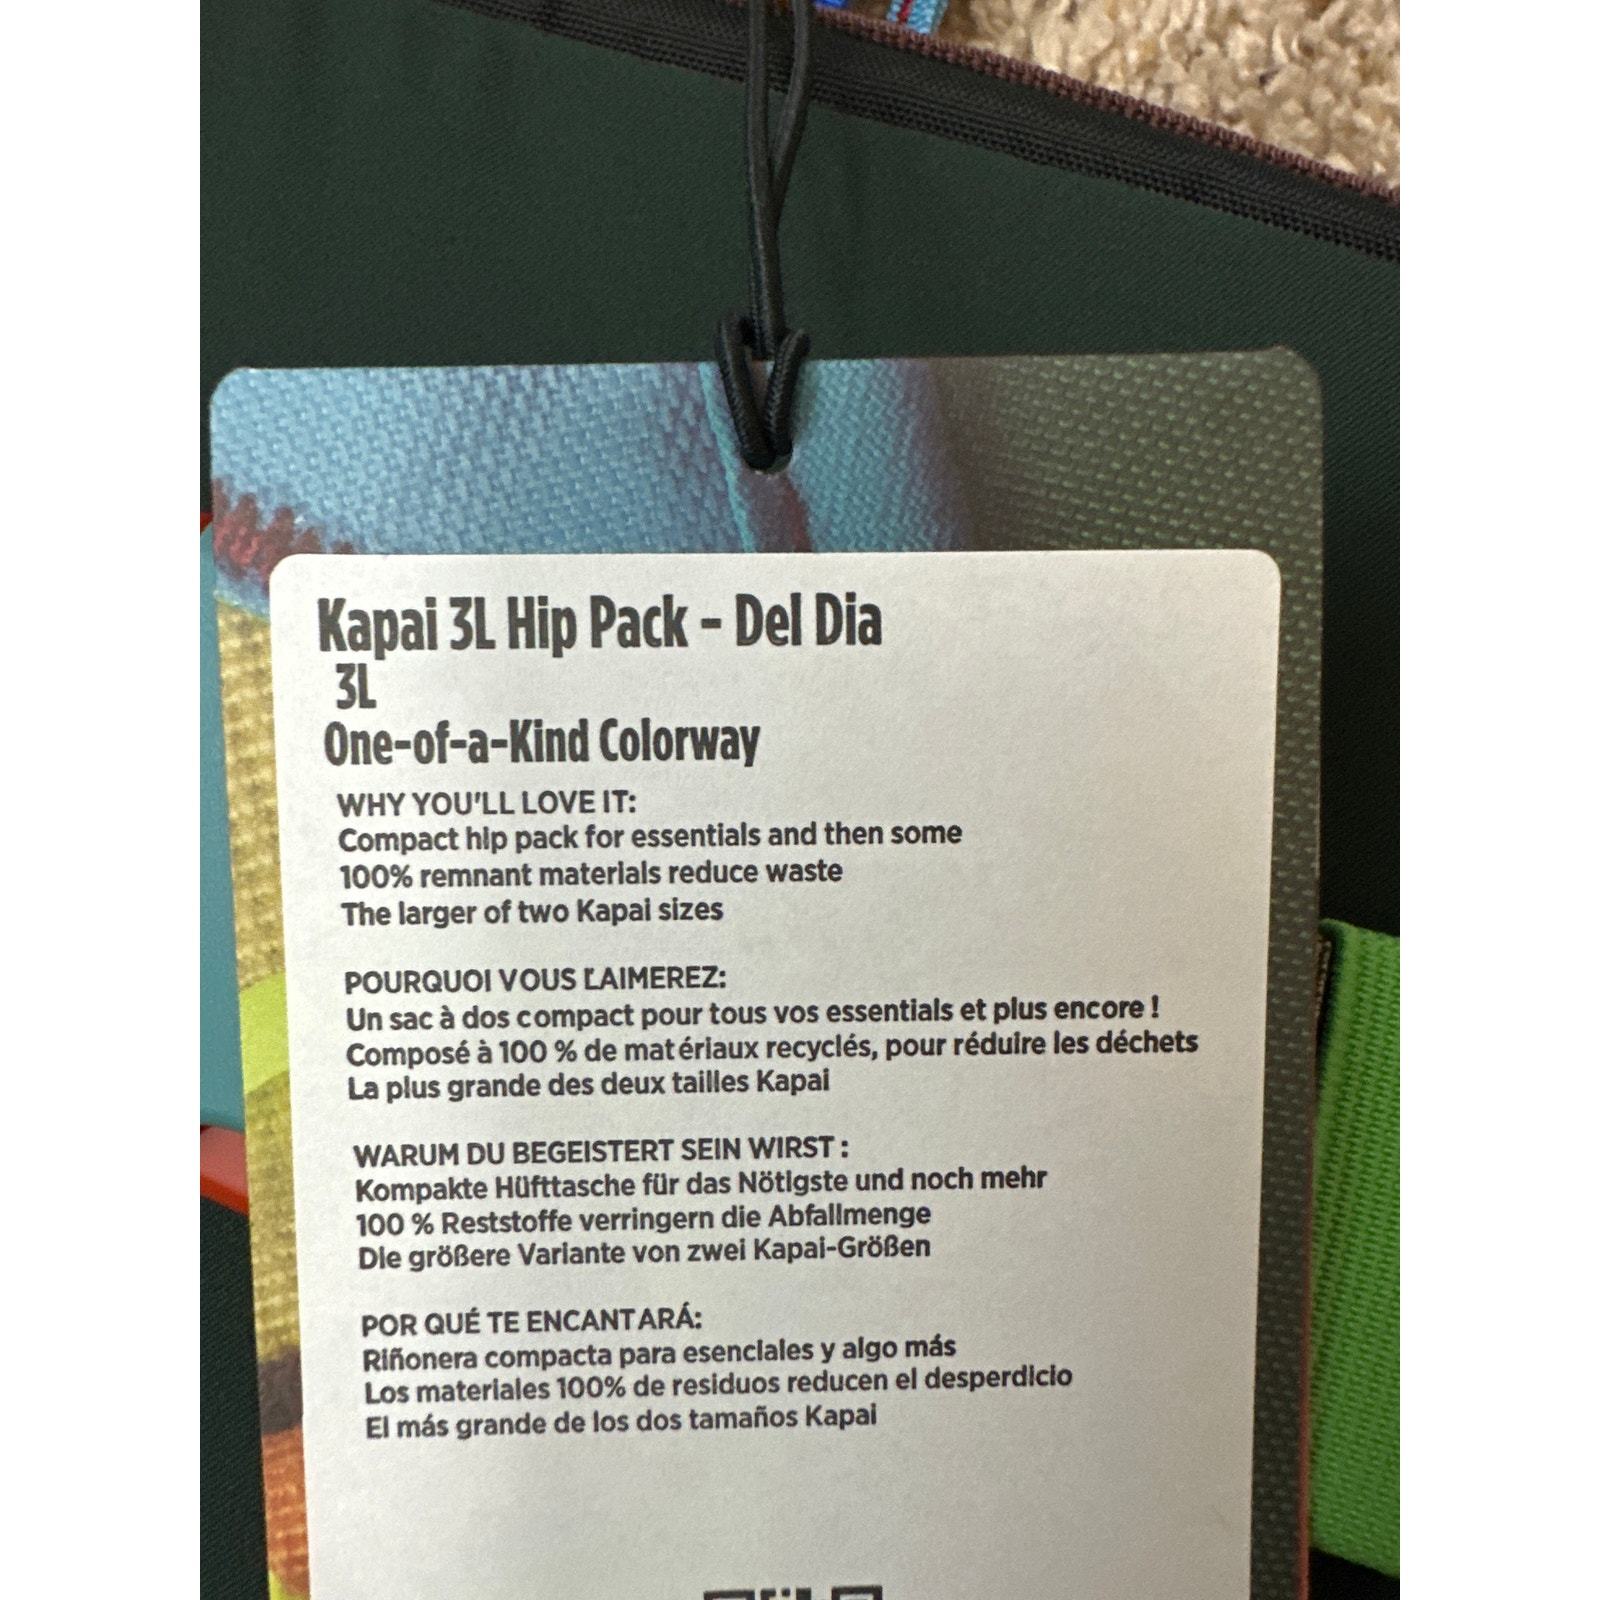 Kapai 3L Hip Pack - Del Dia
3L
One-of-a-Kind Colorway
WHY YOU'LL LOVE IT:
Compact hip pack for essentials and then some
100% remnant materials reduce waste
The larger of two Kapai sizes
POURQUOI VOUS L'AIMEREZ:
Un sac à dos compact pour tous vos essentials et plus encore !
Composé à 100 % de matériaux recyclés, pour réduire les déchets
La plus grande des deux tailles Kapai
WARUM DU BEGEISTERT SEIN WIRST :
Kompakte Hüfttasche für das Nötigste und noch mehr
100 % Reststoffe verringern die Abfallmenge
Die größere Variante von zwei Kapai-Größen
POR QUÉ TE ENCANTARÁ:
Riñonera compacta para esenciales y algo más
Los materiales 100% de residuos reducen el desperdicio
El más grande de los dos tamaños Kapai